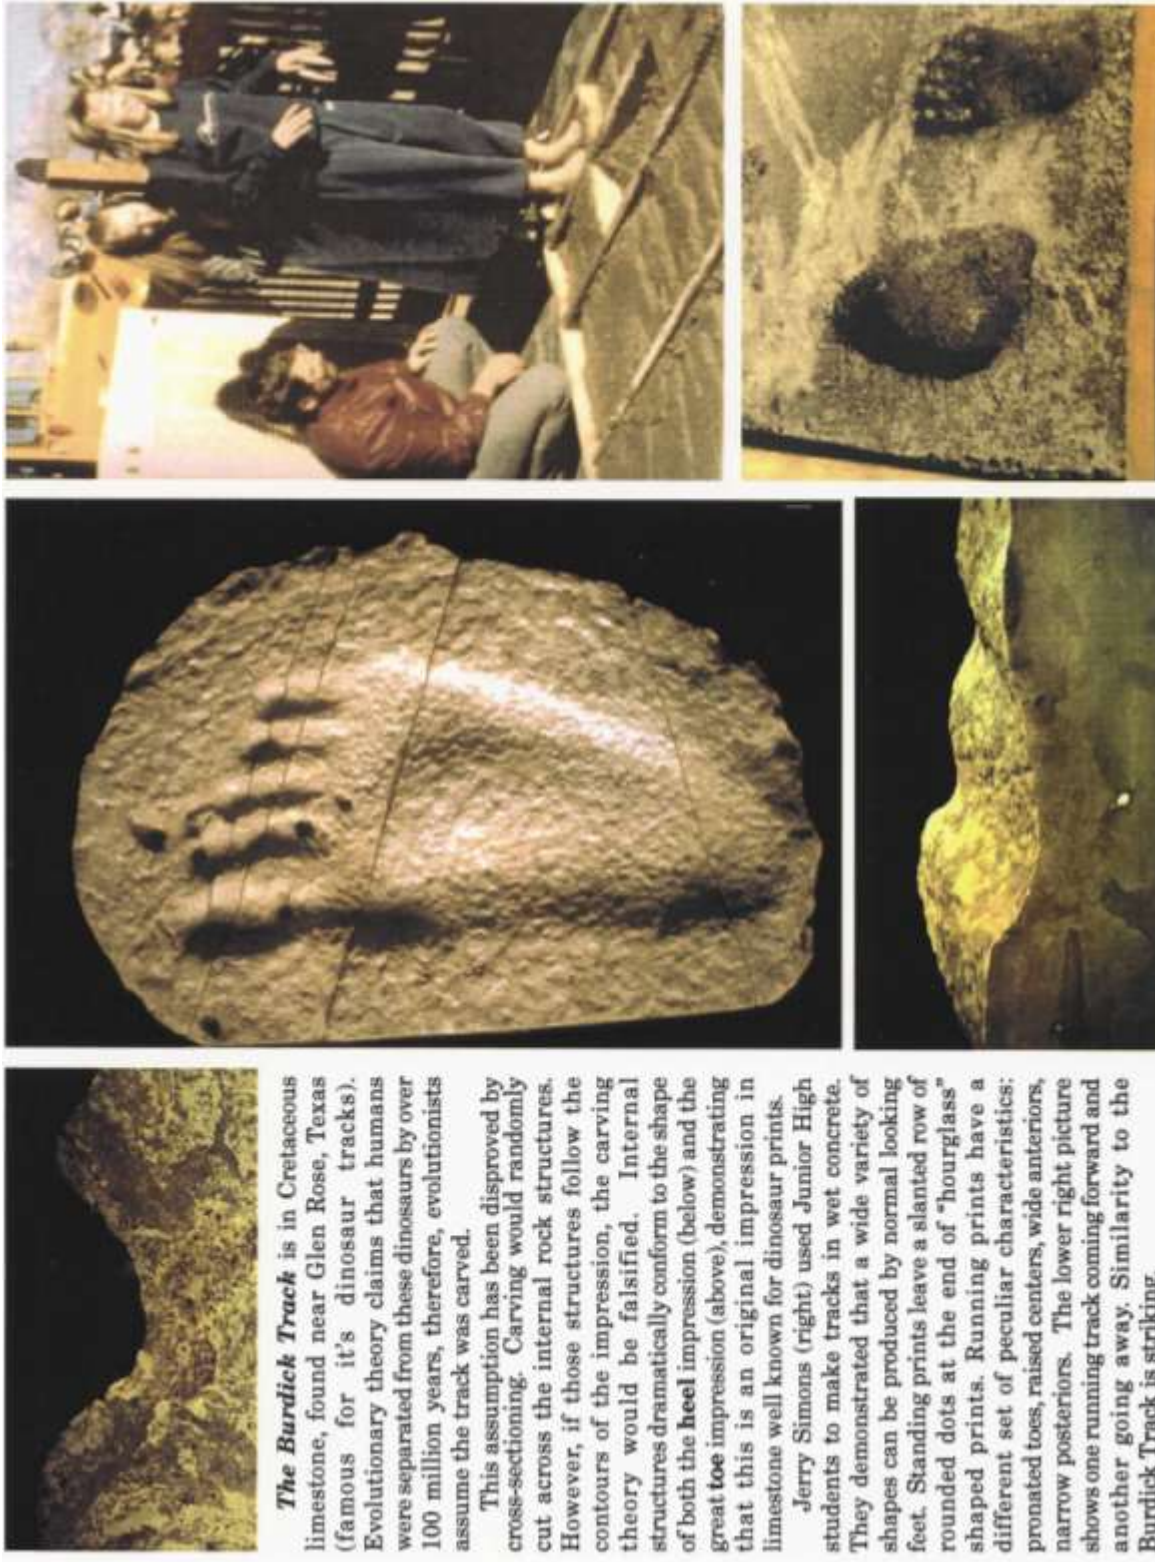 The Burdick Track is in Cretaceous
limestone, found near Glen Rose, Texas
(famous for it's dinosaur tracks).
Evolutionary theory claims that humans
were separated from these dinosaurs by over
100 million years, therefore, evolutionists
assume the track was carved.
This assumption has been disproved by
cross-sectioning. Carving would randomly
cut across the internal rock structures.
However, if those structures follow the
contours of the impression, the carving
theory would be falsified. Internal
structures dramatically conform to the shape
of both the heel impression (below) and the
great toe impression (above), demonstrating
that this is an original impression in
limestone well known for dinosaur prints.
Jerry Simons (right) used Junior High
students to make tracks in wet concrete.
They demonstrated that a wide variety of
shapes can be produced by normal looking
feet. Standing prints leave a slanted row of
rounded dots at the end of "hourglass"
shaped prints. Running prints have a
different set of peculiar characteristics:
pronated toes, raised centers, wide anteriors,
narrow posteriors. The lower right picture
shows one running track coming forward and
another going away. Similarity to the
Burdick Track is striking.